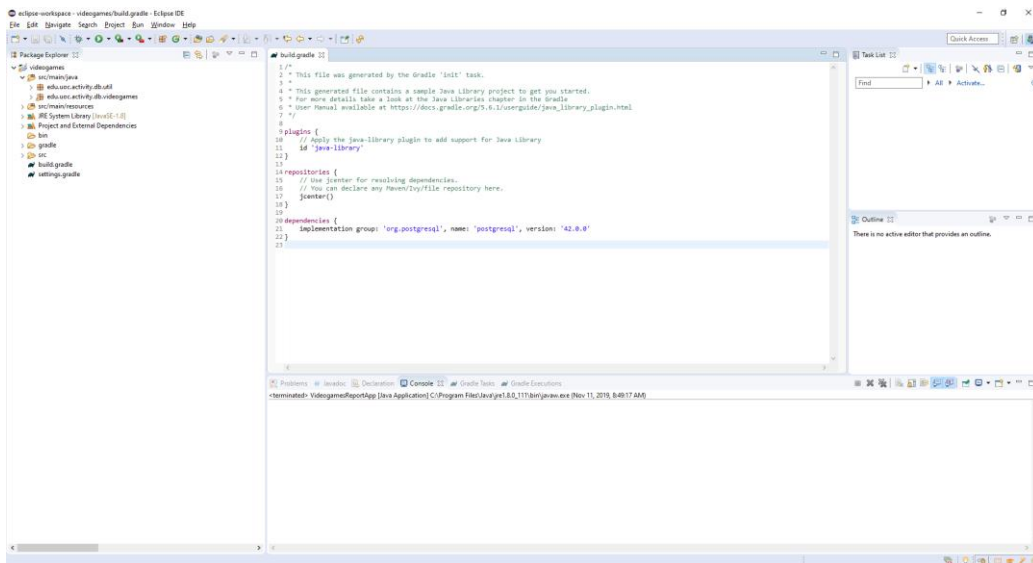 eclipse-workspace - videogames/build.gradle - Eclipse IDE
File Edit Navigate Search Project Run Window Help
Quick Access
Package Explorer
videogames
src/main/java
edu.uoc.activity.db.util
edu.uoc.activity.db.videogames
src/main/resources
JRE System Library [JavaSE-1.8]
Project and External Dependencies
bin
gradle
src
build.gradle
settings.gradle
build.gradle
1 /*
2 * This file was generated by the Gradle 'init' task.
3 *
4 * This generated file contains a sample Java Library project to get you started.
5 * For more details take a look at the Java Libraries chapter in the Gradle
6 * User Manual available at https://docs.gradle.org/5.6.1/userguide/java_library_plugin.html
7 */
8
9 plugins {
10 // Apply the java-library plugin to add support for Java Library
11 id 'java-library'
12 }
13
14 repositories {
15 // Use jcenter for resolving dependencies.
16 // You can declare any Maven/Ivy/file repository here.
17 jcenter()
18 }
19
20 dependencies {
21 implementation group: 'org.postgresql', name: 'postgresql', version: '42.0.0'
22 }
23
Task List
Find All Activate...
Outline
There is no active editor that provides an outline.
Problems Javadoc Declaration Console Gradle Tasks Gradle Executions
<terminated> VideogamesReportApp [Java Application] C:\Program Files\Java\jre1.8.0_111\bin\javaw.exe (Nov 11, 2019, 8:49:17 AM)